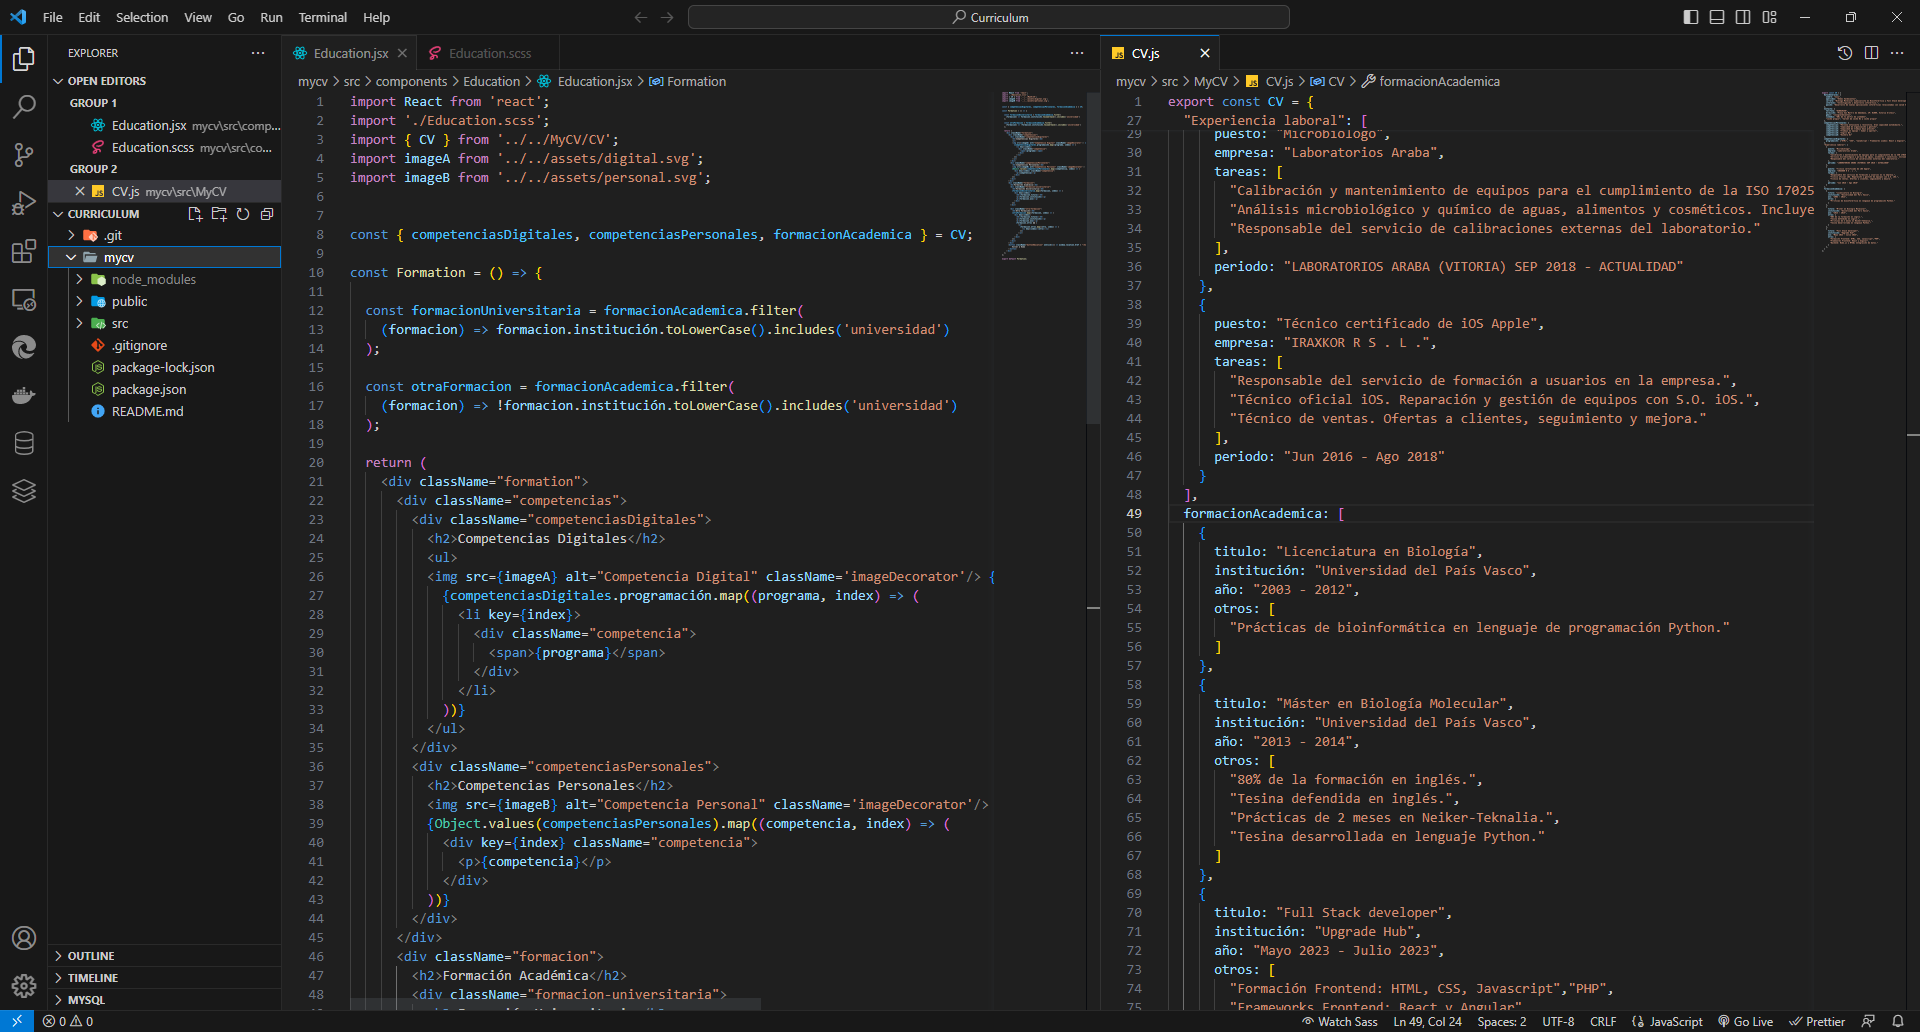 File Edit Selection View Go Run Terminal Help
Curriculum
EXPLORER
OPEN EDITORS
GROUP 1
Education.jsx mycv\src\comp...
Education.scss mycv\src\co...
GROUP 2
CV.js mycv\src\MyCV
CURRICULUM
.git
mycv
node_modules
public
src
.gitignore
package-lock.json
package.json
README.md
OUTLINE
TIMELINE
MYSQL
Education.jsx Education.scss
mycv > src > components > Education > Education.jsx > Formation
1 import React from 'react';
2 import './Education.scss';
3 import { CV } from '../../MyCV/CV';
4 import imageA from '../../assets/digital.svg';
5 import imageB from '../../assets/personal.svg';
6
7
8 const { competenciasDigitales, competenciasPersonales, formacionAcademica } = CV;
9
10 const Formation = () => {
11
12 const formacionUniversitaria = formacionAcademica.filter(
13 (formacion) => formacion.institución.toLowerCase().includes('universidad')
14 );
15
16 const otraFormacion = formacionAcademica.filter(
17 (formacion) => !formacion.institución.toLowerCase().includes('universidad')
18 );
19
20 return (
21 <div className="formation">
22 <div className="competencias">
23 <div className="competenciasDigitales">
24 <h2>Competencias Digitales</h2>
25 <ul>
26 <img src={imageA} alt="Competencia Digital" className='imageDecorator'/> {
27 {competenciasDigitales.programación.map((programa, index) => (
28 <li key={index}>
29 <div className="competencia">
30 <span>{programa}</span>
31 </div>
32 </li>
33 ))}
34 </ul>
35 </div>
36 <div className="competenciasPersonales">
37 <h2>Competencias Personales</h2>
38 <img src={imageB} alt="Competencia Personal" className='imageDecorator'/>
39 {Object.values(competenciasPersonales).map((competencia, index) => (
40 <div key={index} className="competencia">
41 <p>{competencia}</p>
42 </div>
43 ))}
44 </div>
45 </div>
46 <div className="formacion">
47 <h2>Formación Académica</h2>
48 <div className="formacion-universitaria">
CV.js
mycv > src > MyCV > CV.js > CV > formacionAcademica
1 export const CV = {
27 "Experiencia laboral": [
29 puesto: "Microbiologo",
30 empresa: "Laboratorios Araba",
31 tareas: [
32 "Calibración y mantenimiento de equipos para el cumplimiento de la ISO 17025
33 "Análisis microbiológico y químico de aguas, alimentos y cosméticos. Incluye
34 "Responsable del servicio de calibraciones externas del laboratorio."
35 ],
36 periodo: "LABORATORIOS ARABA (VITORIA) SEP 2018 - ACTUALIDAD"
37 },
38 {
39 puesto: "Técnico certificado de iOS Apple",
40 empresa: "IRAXKOR R S . L .",
41 tareas: [
42 "Responsable del servicio de formación a usuarios en la empresa.",
43 "Técnico oficial iOS. Reparación y gestión de equipos con S.O. iOS.",
44 "Técnico de ventas. Ofertas a clientes, seguimiento y mejora."
45 ],
46 periodo: "Jun 2016 - Ago 2018"
47 }
48 ],
49 formacionAcademica: [
50 {
51 titulo: "Licenciatura en Biología",
52 institución: "Universidad del País Vasco",
53 año: "2003 - 2012",
54 otros: [
55 "Prácticas de bioinformática en lenguaje de programación Python."
56 ]
57 },
58 {
59 titulo: "Máster en Biología Molecular",
60 institución: "Universidad del País Vasco",
61 año: "2013 - 2014",
62 otros: [
63 "80% de la formación en inglés.",
64 "Tesina defendida en inglés.",
65 "Prácticas de 2 meses en Neiker-Teknalia.",
66 "Tesina desarrollada en lenguaje Python."
67 ]
68 },
69 {
70 titulo: "Full Stack developer",
71 institución: "Upgrade Hub",
72 año: "Mayo 2023 - Julio 2023",
73 otros: [
74 "Formación Frontend: HTML, CSS, Javascript","PHP",
75 "Frameworks Frontend: React y Angular"
0 0
Watch Sass Ln 49, Col 24 Spaces: 2 UTF-8 CRLF JavaScript Go Live Prettier